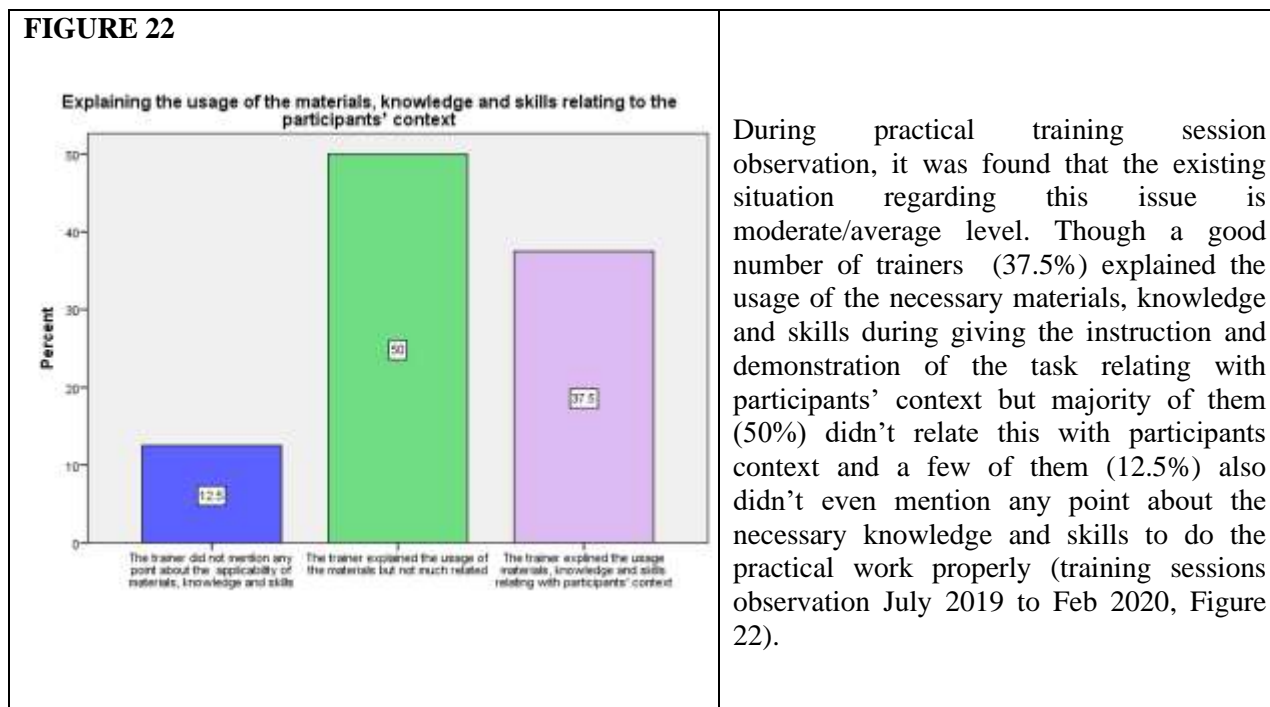 FIGURE 22
Explaining the usage of the materials, knowledge and skills relating to the
participants' context
Percent
50
40
30
20
10
0
12.5
50
37.5
The trainer did not mention any
point about the applicability of
materials, knowledge and skills
The trainer explained the usage of
the materials but not much related
The trainer explined the usage
materials, knowledge and skills
relating with participants' context
During practical training session
observation, it was found that the existing
situation regarding this issue is
moderate/average level. Though a good
number of trainers (37.5%) explained the
usage of the necessary materials, knowledge
and skills during giving the instruction and
demonstration of the task relating with
participants' context but majority of them
(50%) didn't relate this with participants
context and a few of them (12.5%) also
didn't even mention any point about the
necessary knowledge and skills to do the
practical work properly (training sessions
observation July 2019 to Feb 2020, Figure
22).